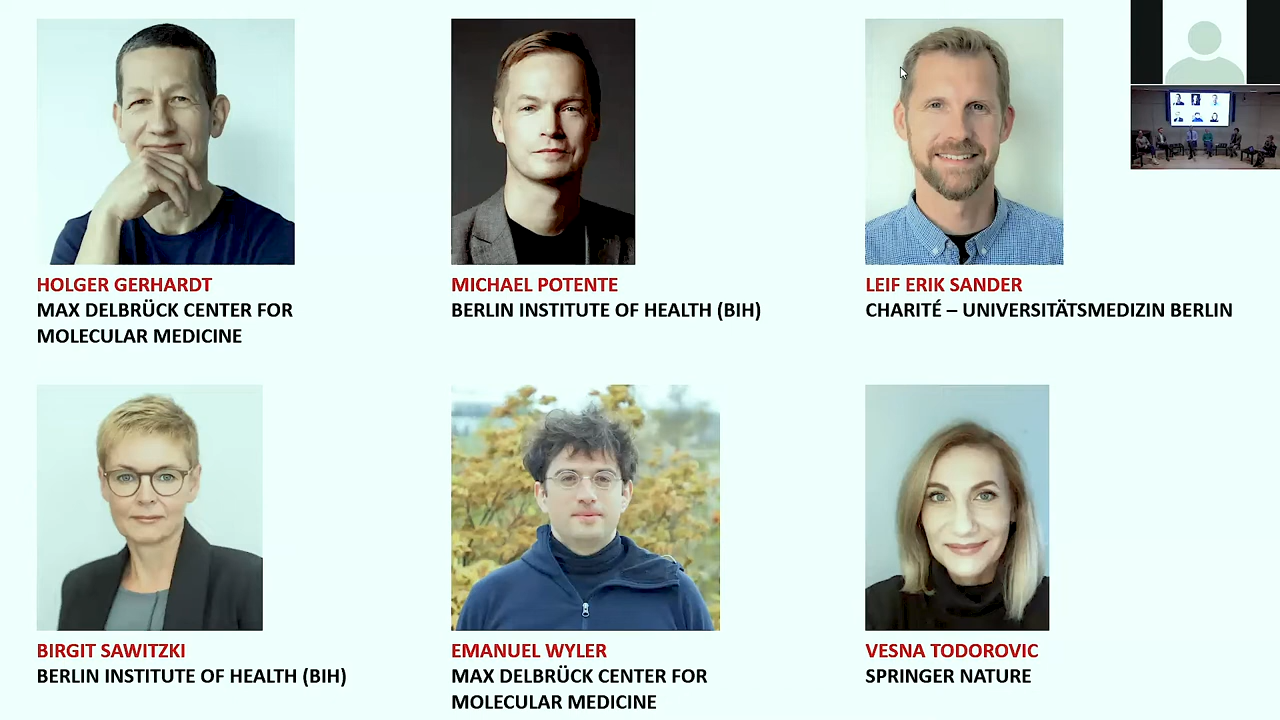 HOLGER GERHARDT
MAX DELBRÜCK CENTER FOR
MOLECULAR MEDICINE
MICHAEL POTENTE
BERLIN INSTITUTE OF HEALTH (BIH)
LEIF ERIK SANDER
CHARITÉ – UNIVERSITÄTSMEDIZIN BERLIN
BIRGIT SAWITZKI
BERLIN INSTITUTE OF HEALTH (BIH)
EMANUEL WYLER
MAX DELBRÜCK CENTER FOR
MOLECULAR MEDICINE
VESNA TODOROVIC
SPRINGER NATURE